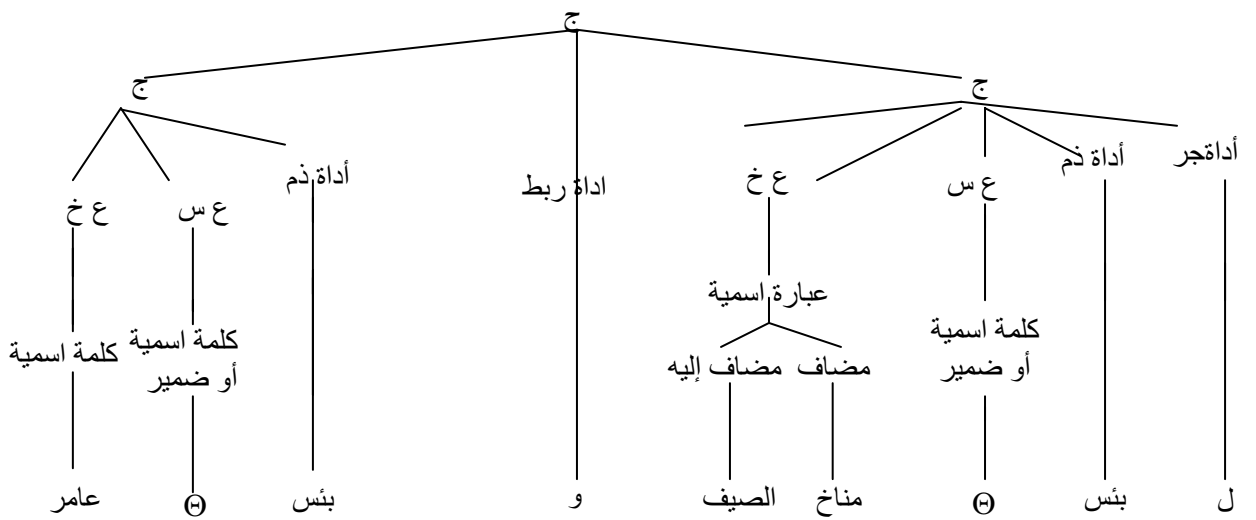 ج
ج ج
أداةجر أداة ذم ع س ع خ اداة ربط أداة ذم ع س ع خ
عبارة اسمية
كلمة اسمية كلمة اسمية كلمة اسمية
أو ضمير مضاف مضاف إليه أو ضمير
ل بئس Θ مناخ الصيف و بئس Θ عامر